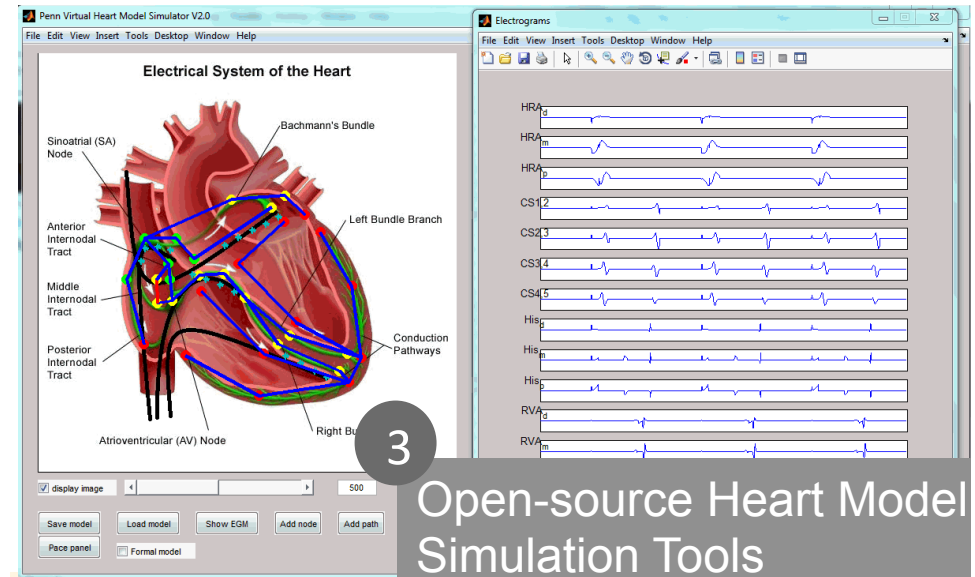 Penn Virtual Heart Model Simulator V2.0
File Edit View Insert Tools Desktop Window Help
Electrical System of the Heart
Bachmann's Bundle
Sinoatrial (SA)
Node
Left Bundle Branch
Anterior
Internodal
Tract
Middle
Internodal
Tract
Conduction
Pathways
Posterior
Internodal
Tract
Right Bu
Atrioventricular (AV) Node
display image
500
Save model
Load model
Show EGM
Add node
Add path
Pace panel
Formal model
Electrograms
File Edit View Insert Tools Desktop Window Help
HRA d
HRA m
HRA p
CS1,2
CS2,3
CS3,4
CS4,5
His d
His m
His p
RVA d
RVA m
3
Open-source Heart Model
Simulation Tools